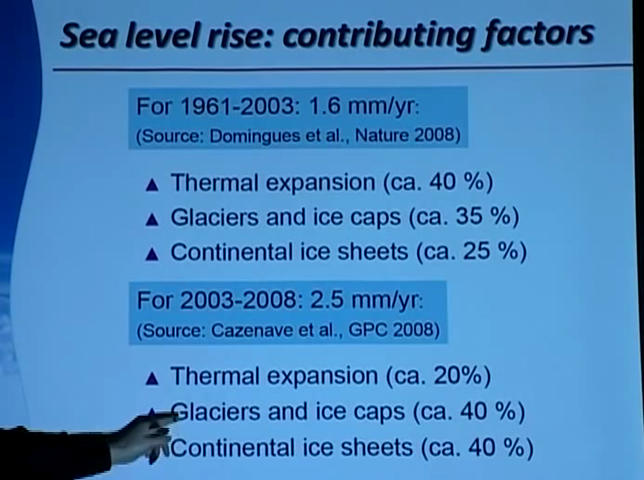 Sea level rise: contributing factors
For 1961-2003: 1.6 mm/yr:
(Source: Domingues et al., Nature 2008)
▲ Thermal expansion (ca. 40 %)
▲ Glaciers and ice caps (ca. 35 %)
▲ Continental ice sheets (ca. 25 %)
For 2003-2008: 2.5 mm/yr:
(Source: Cazenave et al., GPC 2008)
▲ Thermal expansion (ca. 20%)
▲ Glaciers and ice caps (ca. 40 %)
Continental ice sheets (ca. 40 %)